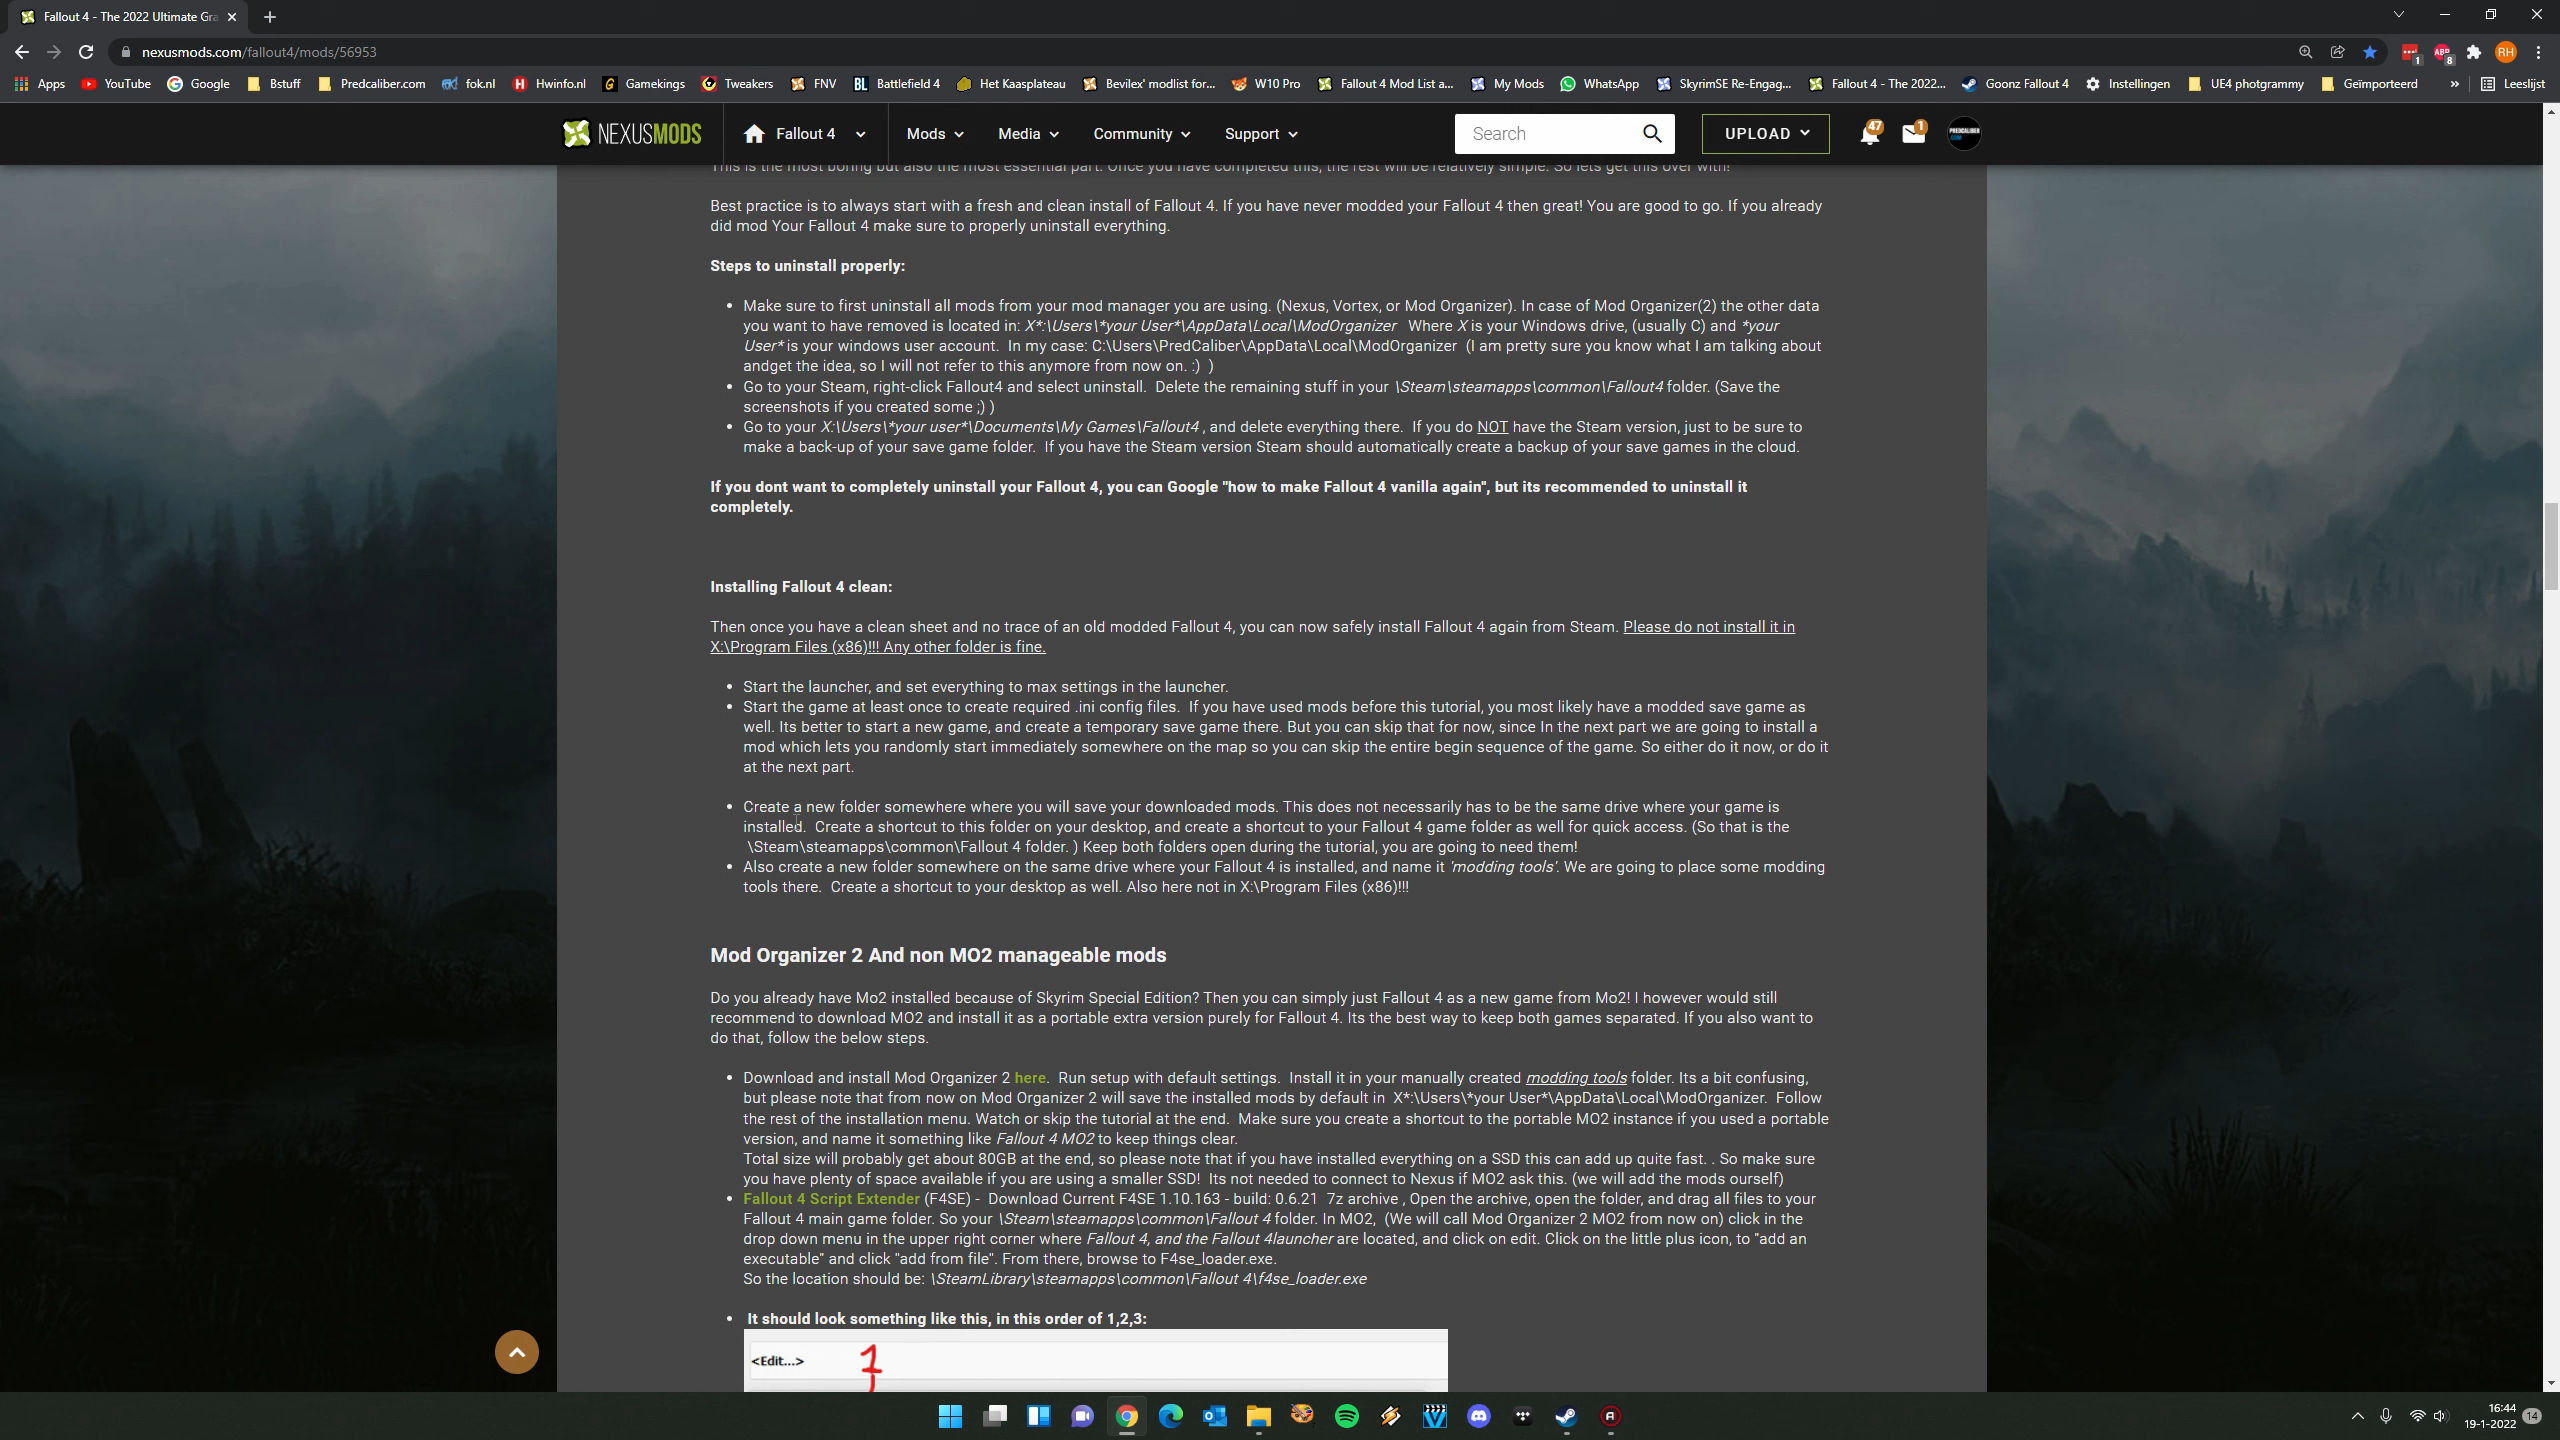 Fallout 4 - The 2022 Ultimate Gra
nexusmods.com/fallout4/mods/56953
Apps YouTube Google Bstuff Predcaliber.com fok.nl Hwinfo.nl Gamekings Tweakers FNV Battlefield 4 Het Kaasplateau Bevilex' modlist for... W10 Pro Fallout 4 Mod List a... My Mods WhatsApp SkyrimSE Re-Engag... Fallout 4 - The 2022... Goonz Fallout 4 Instellingen UE4 photgrammy Geïmporteerd » Leeslijst
NEXUSMODS Fallout 4 Mods Media Community Support Search UPLOAD 47 1
This is the most boring but also the most essential part. Once you have completed this, the rest will be relatively simple. So lets get this over with!
Best practice is to always start with a fresh and clean install of Fallout 4. If you have never modded your Fallout 4 then great! You are good to go. If you already
did mod Your Fallout 4 make sure to properly uninstall everything.
Steps to uninstall properly:
• Make sure to first uninstall all mods from your mod manager you are using. (Nexus, Vortex, or Mod Organizer). In case of Mod Organizer(2) the other data
you want to have removed is located in: X*:\Users\*your User*\AppData\Local\ModOrganizer Where X is your Windows drive, (usually C) and *your
User* is your windows user account. In my case: C:\Users\PredCaliber\AppData\Local\ModOrganizer (I am pretty sure you know what I am talking about
andget the idea, so I will not refer to this anymore from now on. :) )
• Go to your Steam, right-click Fallout4 and select uninstall. Delete the remaining stuff in your \Steam\steamapps\common\Fallout4 folder. (Save the
screenshots if you created some ;) )
• Go to your X:\Users\*your user*\Documents\My Games\Fallout4 , and delete everything there. If you do NOT have the Steam version, just to be sure to
make a back-up of your save game folder. If you have the Steam version Steam should automatically create a backup of your save games in the cloud.
If you dont want to completely uninstall your Fallout 4, you can Google "how to make Fallout 4 vanilla again", but its recommended to uninstall it
completely.
Installing Fallout 4 clean:
Then once you have a clean sheet and no trace of an old modded Fallout 4, you can now safely install Fallout 4 again from Steam. Please do not install it in
X:\Program Files (x86)!!! Any other folder is fine.
• Start the launcher, and set everything to max settings in the launcher.
• Start the game at least once to create required .ini config files. If you have used mods before this tutorial, you most likely have a modded save game as
well. Its better to start a new game, and create a temporary save game there. But you can skip that for now, since In the next part we are going to install a
mod which lets you randomly start immediately somewhere on the map so you can skip the entire begin sequence of the game. So either do it now, or do it
at the next part.
• Create a new folder somewhere where you will save your downloaded mods. This does not necessarily has to be the same drive where your game is
installed. Create a shortcut to this folder on your desktop, and create a shortcut to your Fallout 4 game folder as well for quick access. (So that is the
\Steam\steamapps\common\Fallout 4 folder. ) Keep both folders open during the tutorial, you are going to need them!
• Also create a new folder somewhere on the same drive where your Fallout 4 is installed, and name it 'modding tools'. We are going to place some modding
tools there. Create a shortcut to your desktop as well. Also here not in X:\Program Files (x86)!!!
Mod Organizer 2 And non MO2 manageable mods
Do you already have Mo2 installed because of Skyrim Special Edition? Then you can simply just Fallout 4 as a new game from Mo2! I however would still
recommend to download MO2 and install it as a portable extra version purely for Fallout 4. Its the best way to keep both games separated. If you also want to
do that, follow the below steps.
• Download and install Mod Organizer 2 here. Run setup with default settings. Install it in your manually created modding tools folder. Its a bit confusing,
but please note that from now on Mod Organizer 2 will save the installed mods by default in X*:\Users\*your User*\AppData\Local\ModOrganizer. Follow
the rest of the installation menu. Watch or skip the tutorial at the end. Make sure you create a shortcut to the portable MO2 instance if you used a portable
version, and name it something like Fallout 4 MO2 to keep things clear.
Total size will probably get about 80GB at the end, so please note that if you have installed everything on a SSD this can add up quite fast. . So make sure
you have plenty of space available if you are using a smaller SSD! Its not needed to connect to Nexus if MO2 ask this. (we will add the mods ourself)
• Fallout 4 Script Extender (F4SE) - Download Current F4SE 1.10.163 - build: 0.6.21 7z archive , Open the archive, open the folder, and drag all files to your
Fallout 4 main game folder. So your \Steam\steamapps\common\Fallout 4 folder. In MO2, (We will call Mod Organizer 2 MO2 from now on) click in the
drop down menu in the upper right corner where Fallout 4, and the Fallout 4launcher are located, and click on edit. Click on the little plus icon, to "add an
executable" and click "add from file". From there, browse to F4se_loader.exe.
So the location should be: \SteamLibrary\steamapps\common\Fallout 4\f4se_loader.exe
• It should look something like this, in this order of 1,2,3:
<Edit...> 1
16:44
19-1-2022 14